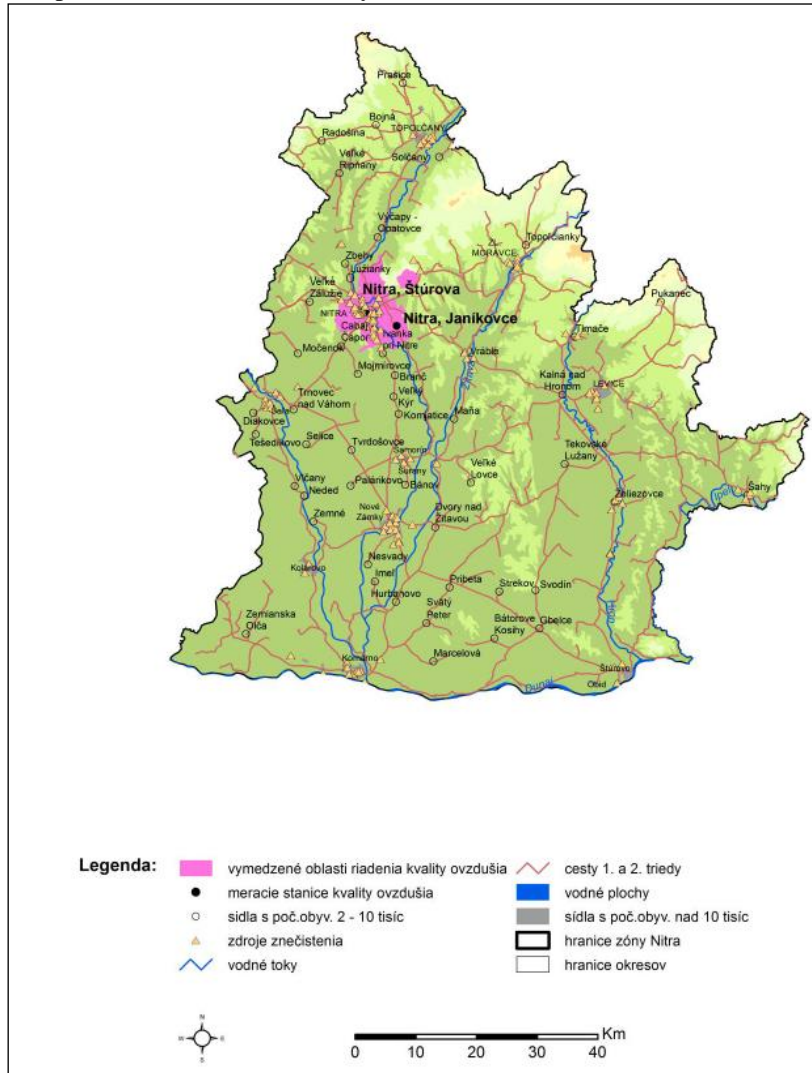 Prašice
Bojná
TOPOĽČANY
Radošina
Solčany
Veľké
Ripňany
Výčapy -
Opatovce
Topoľčianky
Zbehy
MORAVCE
Lužianky
Veľké
Zálužie
Nitra, Štúrova
Pukanec
NITRA
Nitra, Janíkovce
Cabaj
Čápor
Ivanka
pri Nitre
Tlmače
Močenok
Vráble
Mojmírovce
Žitava
Branč
Kalná nad
Hronom
LEVICE
Veľký
Kýr
Trnovec
nad Váhom
Šaľa
Komjatice
Maňa
Diakovce
Tešedíkovo
Selice
Tvrdošovce
Tekovské
Lužany
Šurany
Veľké
Lovce
Vlčany
Palárikovo
Bánov
Neded
Želiezovce
Ipeľ
Šahy
Zemné
Nové
Zámky
Dvory nad
Žitavou
Nesvady
Kolárovo
Imeľ
Pribeta
Strekov
Svodín
Hurbanovo
Hron
Svätý
Peter
Zemianska
Olča
Bátorove
Kosihy
Gbelce
Komárno
Marcelová
Štúrovo
Obid
Dunaj
Legenda:
vymedzené oblasti riadenia kvality ovzdušia
cesty 1. a 2. triedy
meracie stanice kvality ovzdušia
vodné plochy
sidla s poč.obyv. 2 - 10 tisíc
sídla s poč.obyv. nad 10 tisíc
zdroje znečistenia
hranice zóny Nitra
vodné toky
hranice okresov
N
W
E
S
Km
0 10 20 30 40